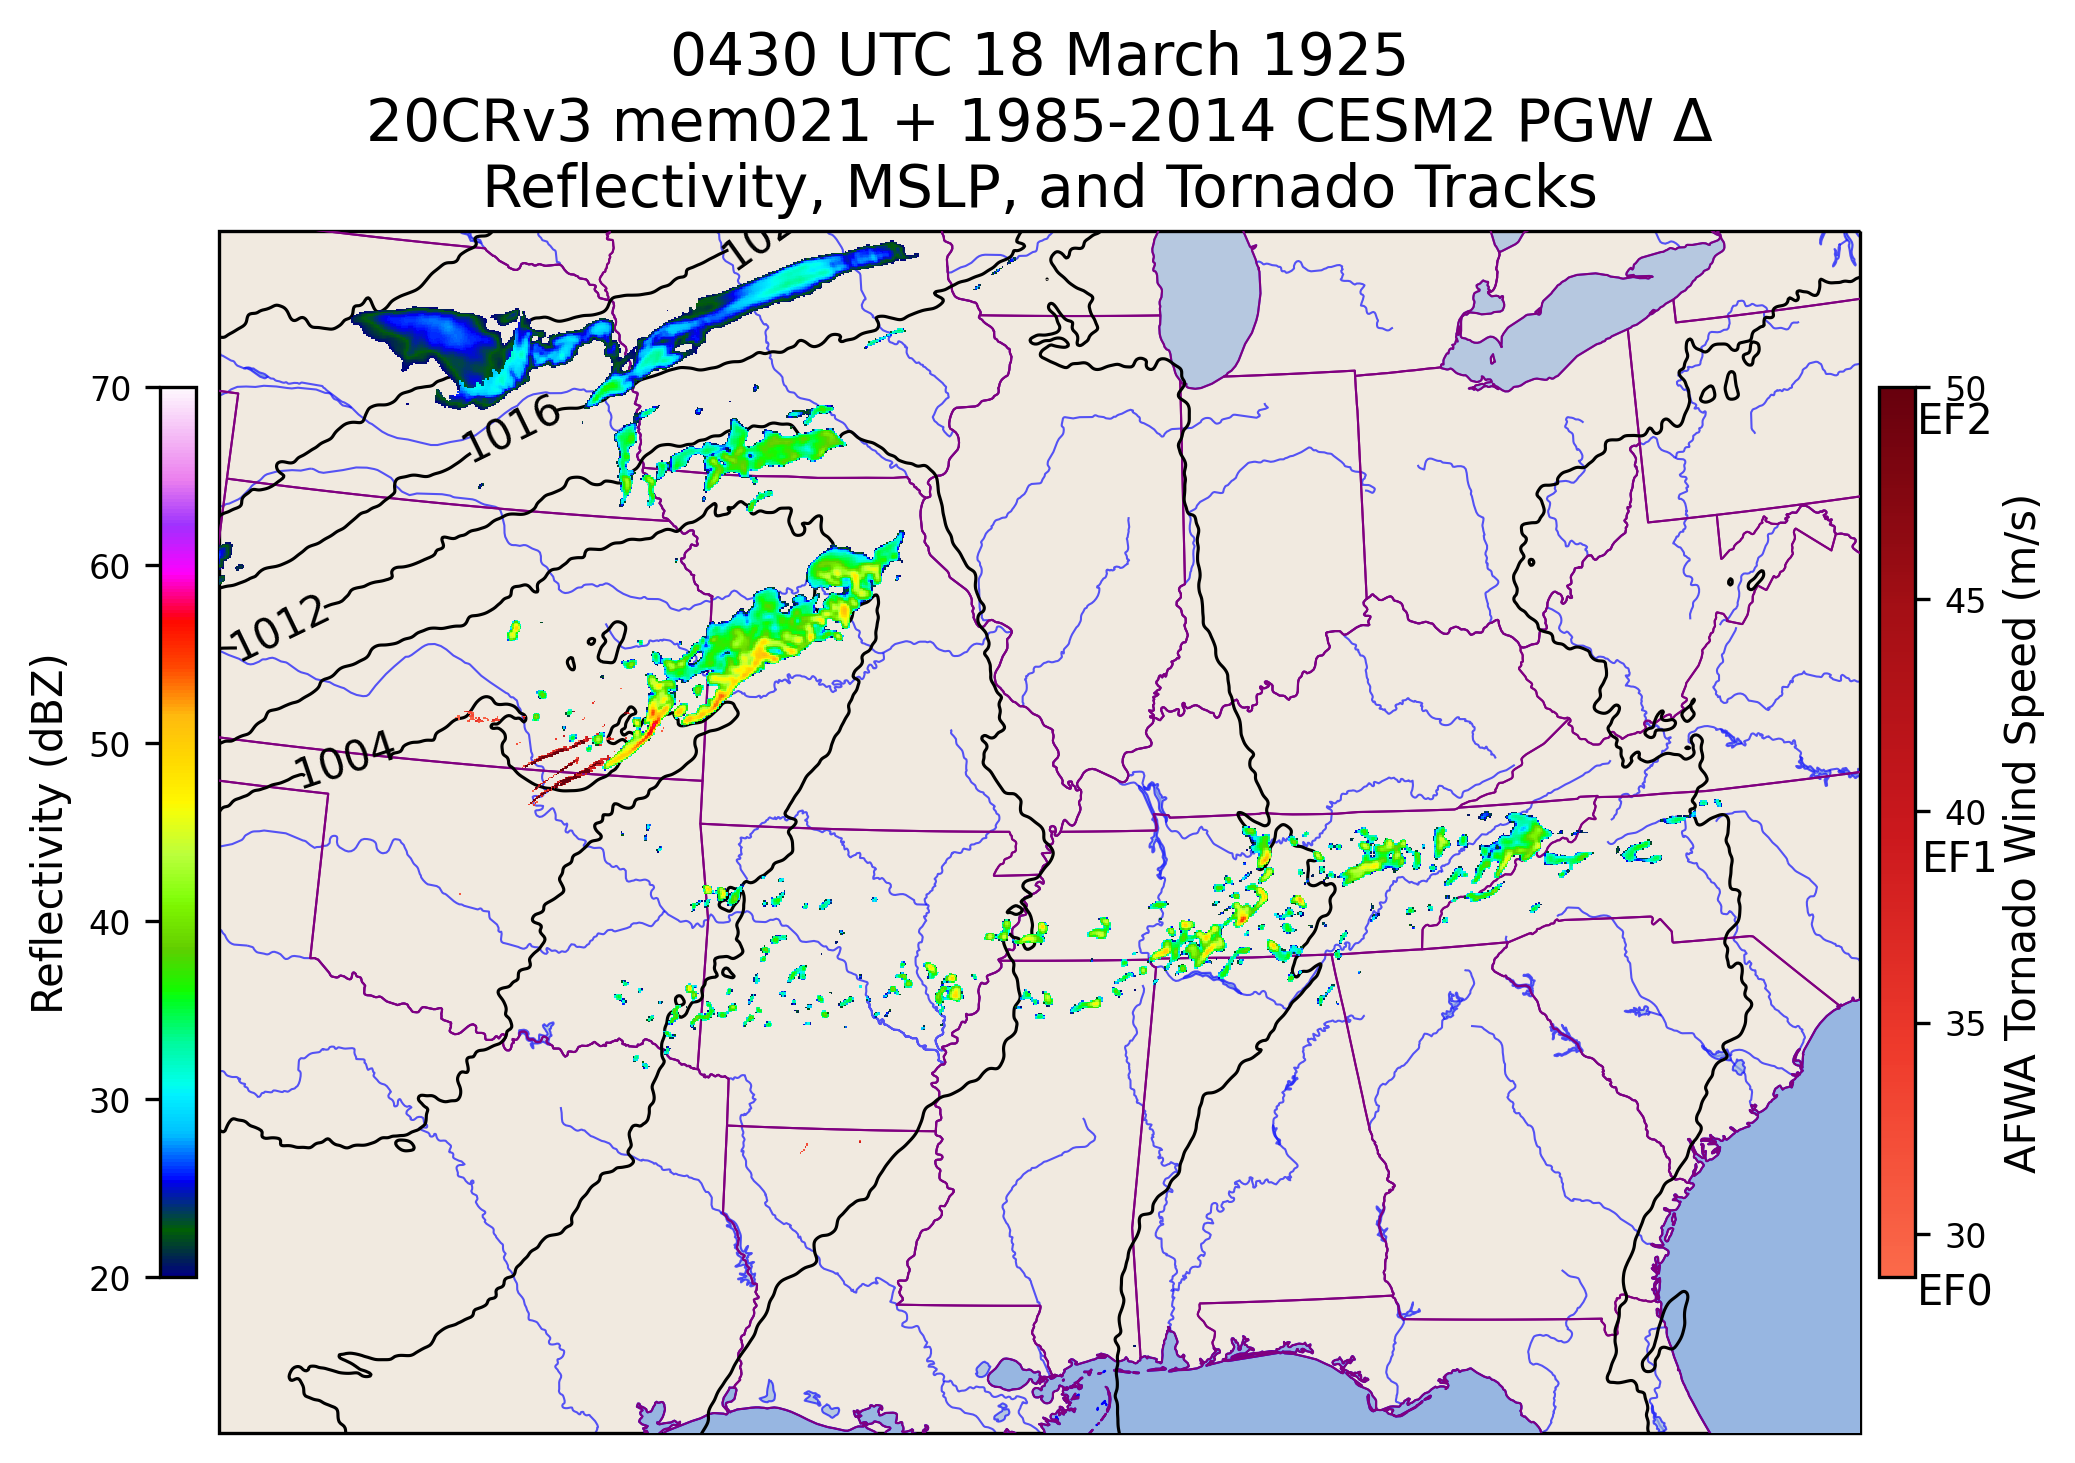 0430 UTC 18 March 1925
20CRv3 mem021 + 1985-2014 CESM2 PGW Δ
Reflectivity, MSLP, and Tornado Tracks
1016
1012
1004
Reflectivity (dBZ)
70
60
50
40
30
20
50
EF2
45
40
EF1
35
30
EF0
AFWA Tornado Wind Speed (m/s)